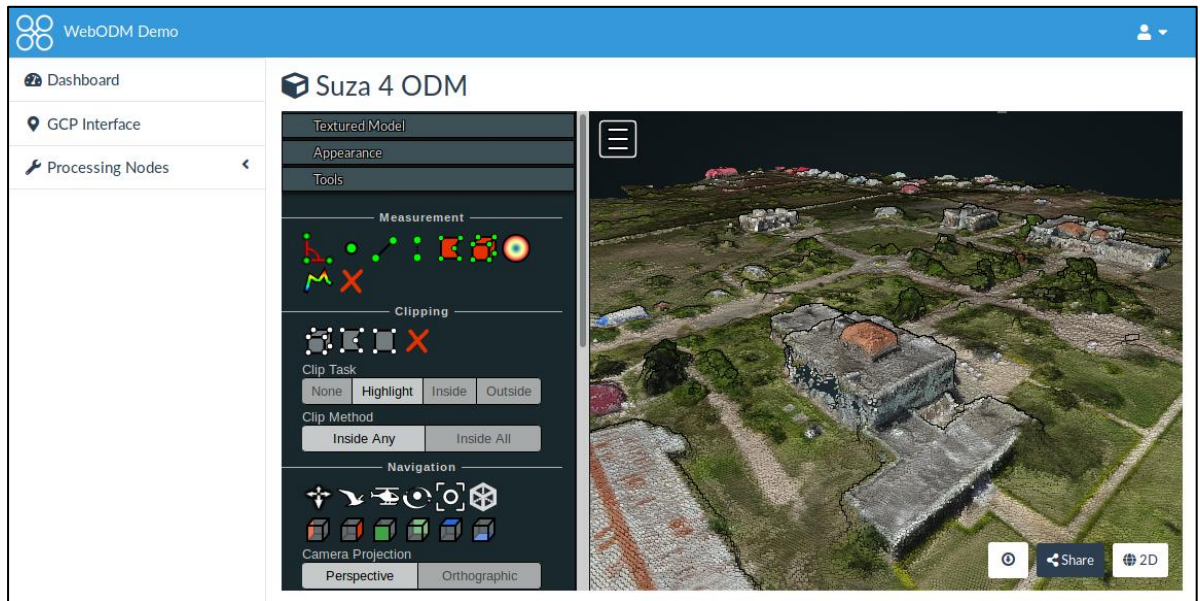 WebODM Demo
Dashboard
GCP Interface
Processing Nodes
Suza 4 ODM
Textured Model
Appearance
Tools
Measurement
Clipping
Clip Task
None Highlight Inside Outside
Clip Method
Inside Any Inside All
Navigation
Camera Projection
Perspective Orthographic
Share 2D